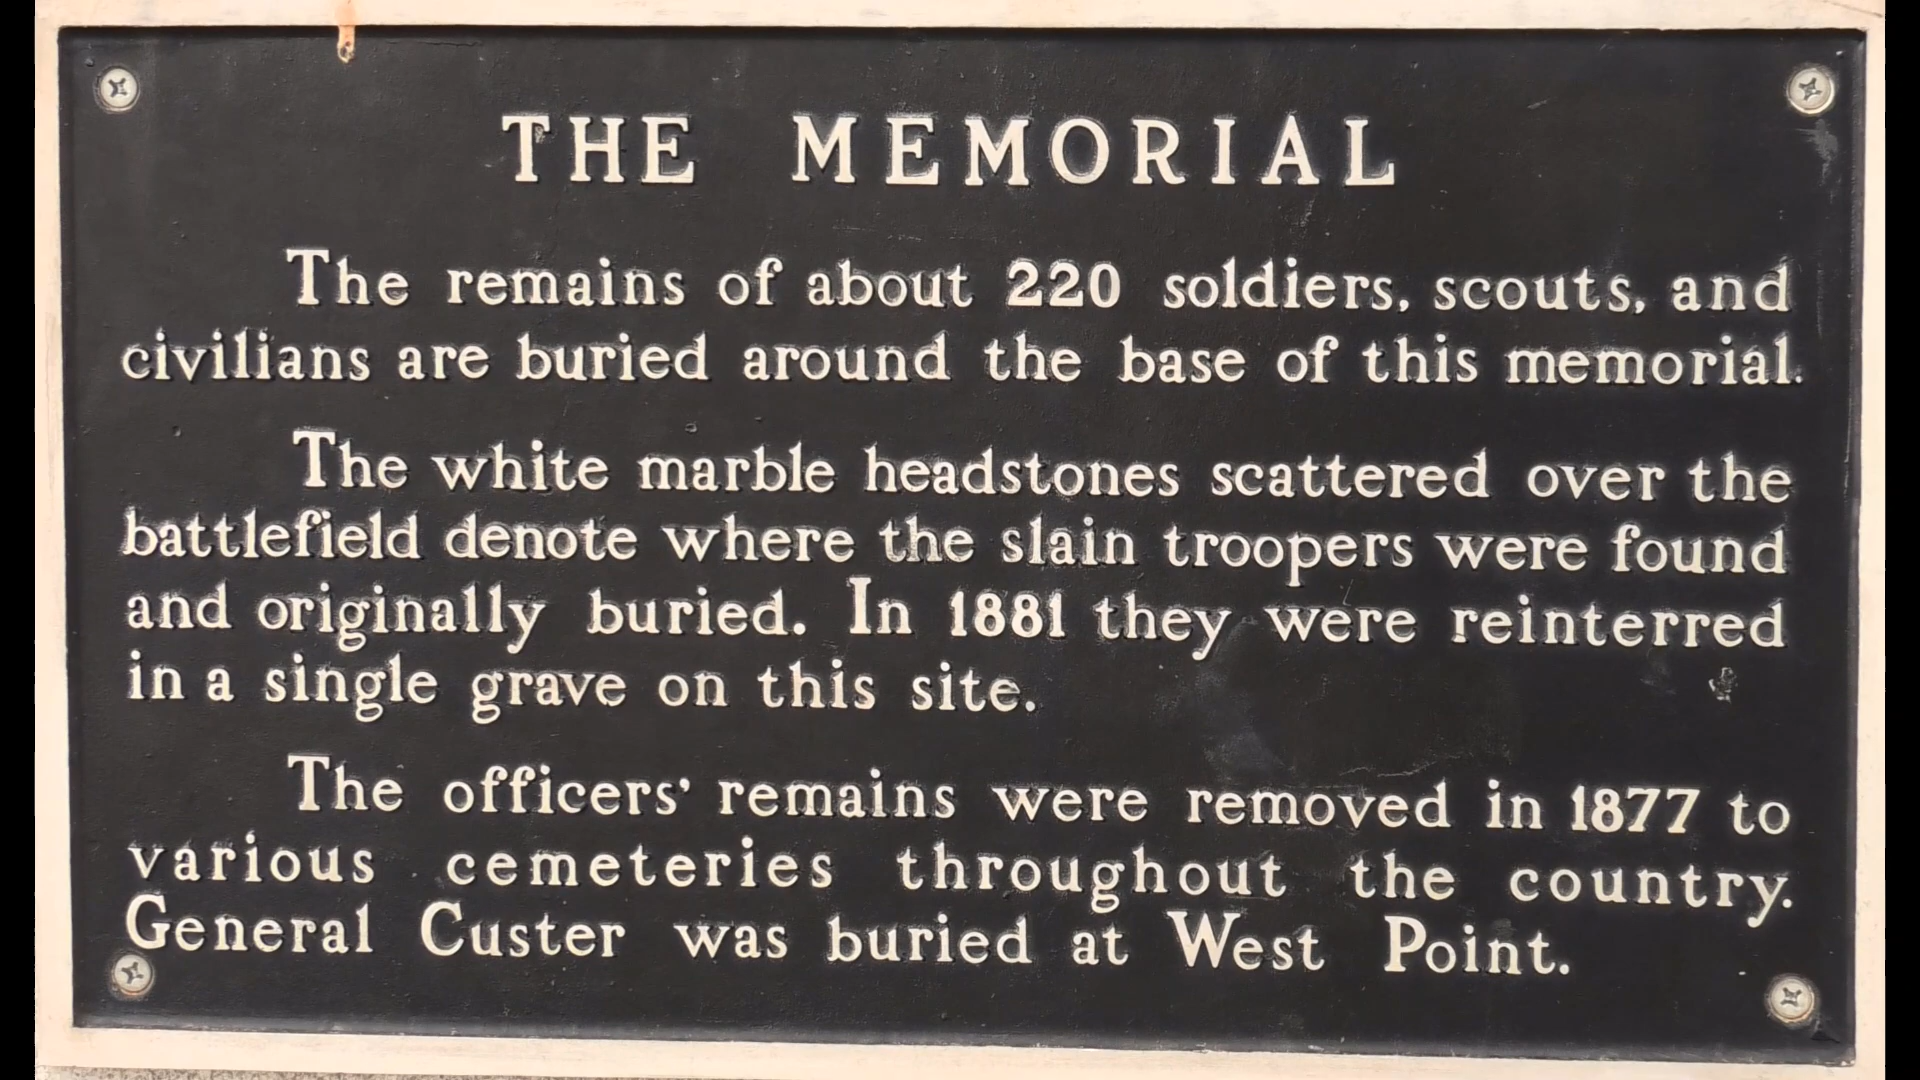 THE MEMORIAL
The remains of about 220 soldiers, scouts, and
civilians are buried around the base of this memorial.
The white marble headstones scattered over the
battlefield denote where the slain troopers were found
and originally buried. In 1881 they were reinterred
in a single grave on this site.
The officers' remains were removed in 1877 to
various cemeteries throughout the country.
General Custer was buried at West Point.